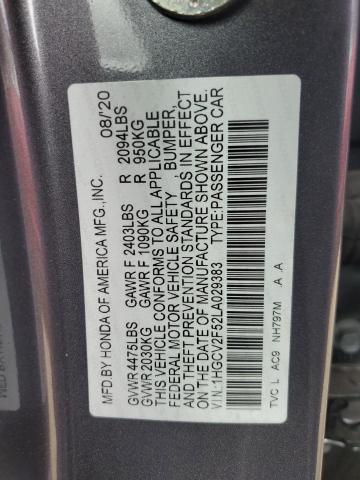 MFD.BY HONDA OF AMERICA MFG.,INC. 08/20
GVWR 4475LBS GAWR F 2403LBS R 2094LBS
GVWR 2030KG GAWR F 1090KG R 950KG
THIS VEHICLE CONFORMS TO ALL APPLICABLE
FEDERAL MOTOR VEHICLE SAFETY , BUMPER,
AND THEFT PREVENTION STANDARDS IN EFFECT
ON THE DATE OF MANUFACTURE SHOWN ABOVE.
V.I.N.:1HGCV2F52LA029383 TYPE:PASSENGER CAR
TVC L AC9 NH797M A A